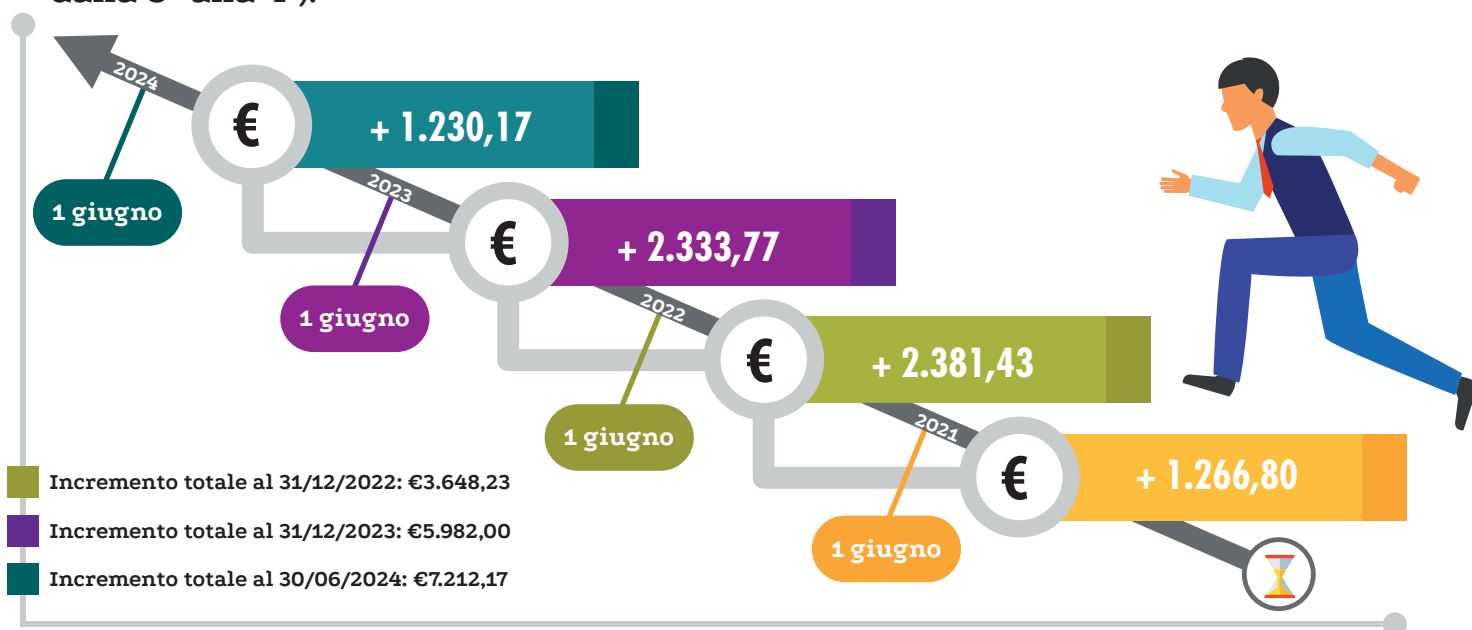 2024
€
+ 1.230,17
1 giugno
2023
€
+ 2.333,77
1 giugno
2022
€
+ 2.381,43
1 giugno
2021
€
+ 1.266,80
1 giugno
Incremento totale al 31/12/2022: €3.648,23
Incremento totale al 31/12/2023: €5.982,00
Incremento totale al 30/06/2024: €7.212,17